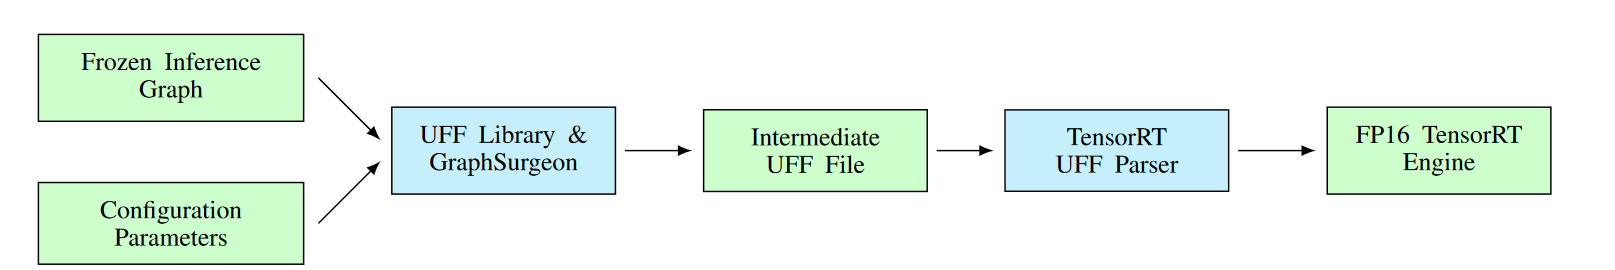 Frozen Inference
Graph
Configuration
Parameters
UFF Library &
GraphSurgeon
Intermediate
UFF File
TensorRT
UFF Parser
FP16 TensorRT
Engine